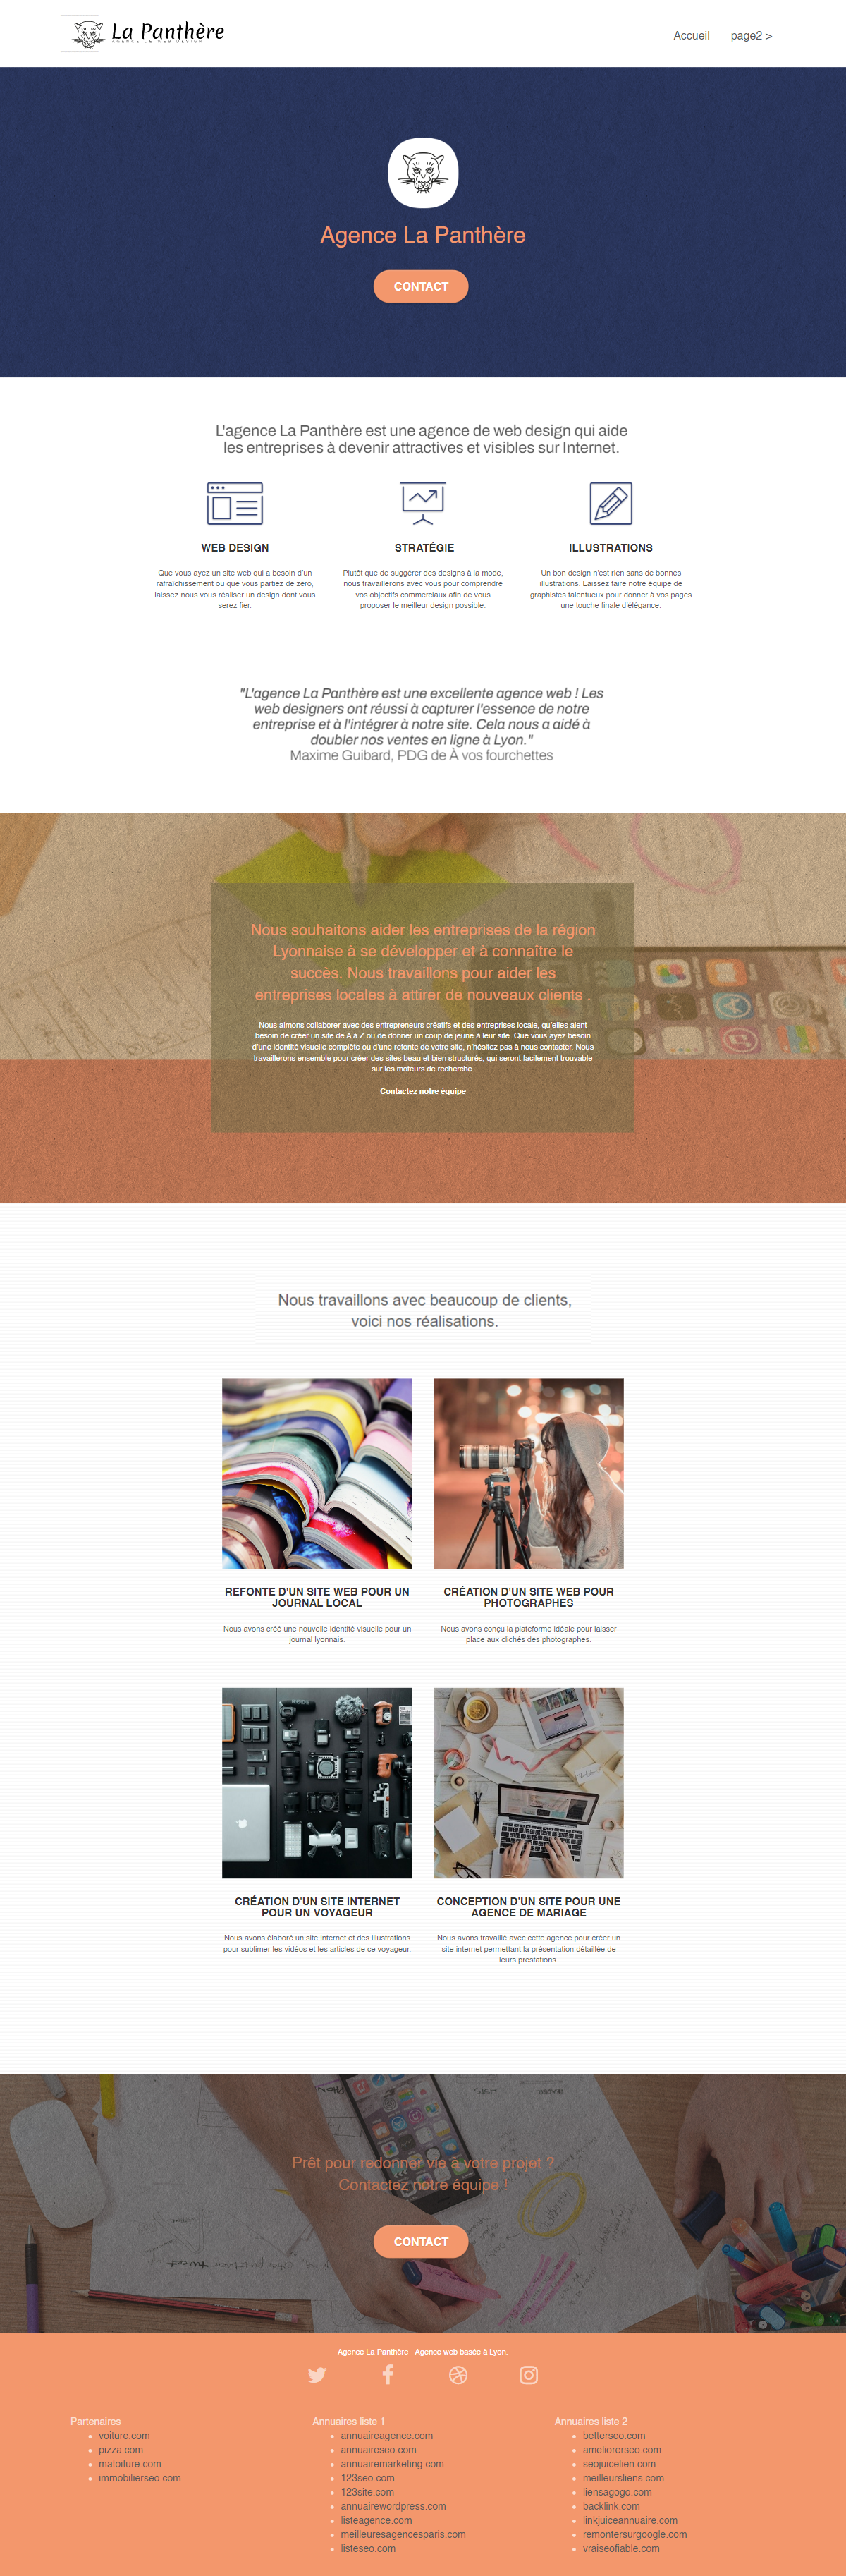 La Panthère
AGENCE DE WEB DESIGN
Accueil
page2 >
Agence La Panthère
CONTACT
L'agence La Panthère est une agence de web design qui aide
les entreprises à devenir attractives et visibles sur Internet.
WEB DESIGN
Que vous ayez un site web qui a besoin d'un
rafraîchissement ou que vous partiez de zéro,
laissez-nous vous réaliser un design dont vous
serez fier.
STRATÉGIE
Plutôt que de suggérer des designs à la mode,
nous travaillerons avec vous pour comprendre
vos objectifs commerciaux afin de vous
proposer le meilleur design possible.
ILLUSTRATIONS
Un bon design n'est rien sans de bonnes
illustrations. Laissez faire notre équipe de
graphistes talentueux pour donner à vos pages
une touche finale d'élégance.
"L'agence La Panthère est une excellente agence web ! Les
web designers ont réussi à capturer l'essence de notre
entreprise et à l'intégrer à notre site. Cela nous a aidé à
doubler nos ventes en ligne à Lyon."
Maxime Guibard, PDG de À vos fourchettes
Nous souhaitons aider les entreprises de la région
Lyonnaise à se développer et à connaître le
succès. Nous travaillons pour aider les
entreprises locales à attirer de nouveaux clients .
Nous aimons collaborer avec des entrepreneurs créatifs et des entreprises locale, qu'elles aient
besoin de créer un site de A à Z ou de donner un coup de jeune à leur site. Que vous ayez besoin
d'une identité visuelle complète ou d'une refonte de votre site, n'hésitez pas à nous contacter. Nous
travaillerons ensemble pour créer des sites beau et bien structurés, qui seront facilement trouvable
sur les moteurs de recherche.
Contactez notre équipe
Nous travaillons avec beaucoup de clients,
voici nos réalisations.
REFONTE D'UN SITE WEB POUR UN
JOURNAL LOCAL
Nous avons créé une nouvelle identité visuelle pour un
journal lyonnais.
CRÉATION D'UN SITE WEB POUR
PHOTOGRAPHES
Nous avons conçu la plateforme idéale pour laisser
place aux clichés des photographes.
RODE
CRÉATION D'UN SITE INTERNET
POUR UN VOYAGEUR
Nous avons élaboré un site internet et des illustrations
pour sublimer les vidéos et les articles de ce voyageur.
CONCEPTION D'UN SITE POUR UNE
AGENCE DE MARIAGE
Nous avons travaillé avec cette agence pour créer un
site internet permettant la présentation détaillée de
leurs prestations.
Prêt pour redonner vie à votre projet ?
Contactez notre équipe !
CONTACT
Agence La Panthère - Agence web basée à Lyon.
Partenaires
voiture.com
pizza.com
matoiture.com
immobilierseo.com
Annuaires liste 1
annuaireagence.com
annuaireseo.com
annuairemarketing.com
123seo.com
123site.com
annuairewordpress.com
listeagence.com
meilleuresagencesparis.com
listeseo.com
Annuaires liste 2
betterseo.com
ameliorerseo.com
seojuicelien.com
meilleursliens.com
liensagogo.com
backlink.com
linkjuiceannuaire.com
remontersurgoogle.com
vraiseofiable.com